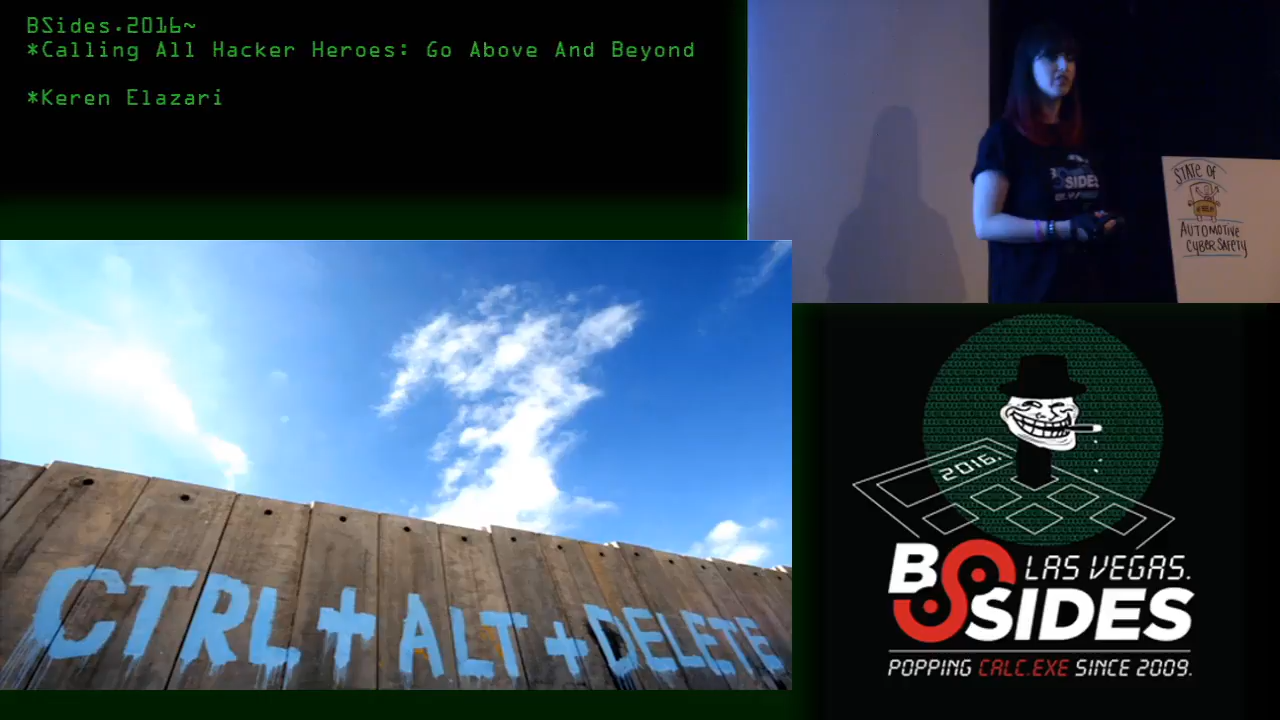 BSides.2016~
*Calling All Hacker Heroes: Go Above And Beyond
*Keren Elazari
SIDES
STATE OF
AUTOMOTIVE
CYBER SAFETY
CTRL+ALT+DELETE
2016.
BSIDES
LAS VEGAS.
POPPING CALC.EXE SINCE 2009.